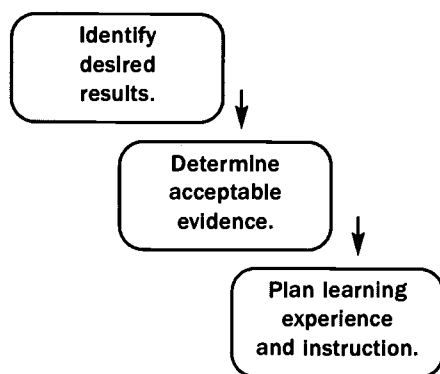 Identify
desired
results.
Determine
acceptable
evidence.
Plan learning
experience
and instruction.